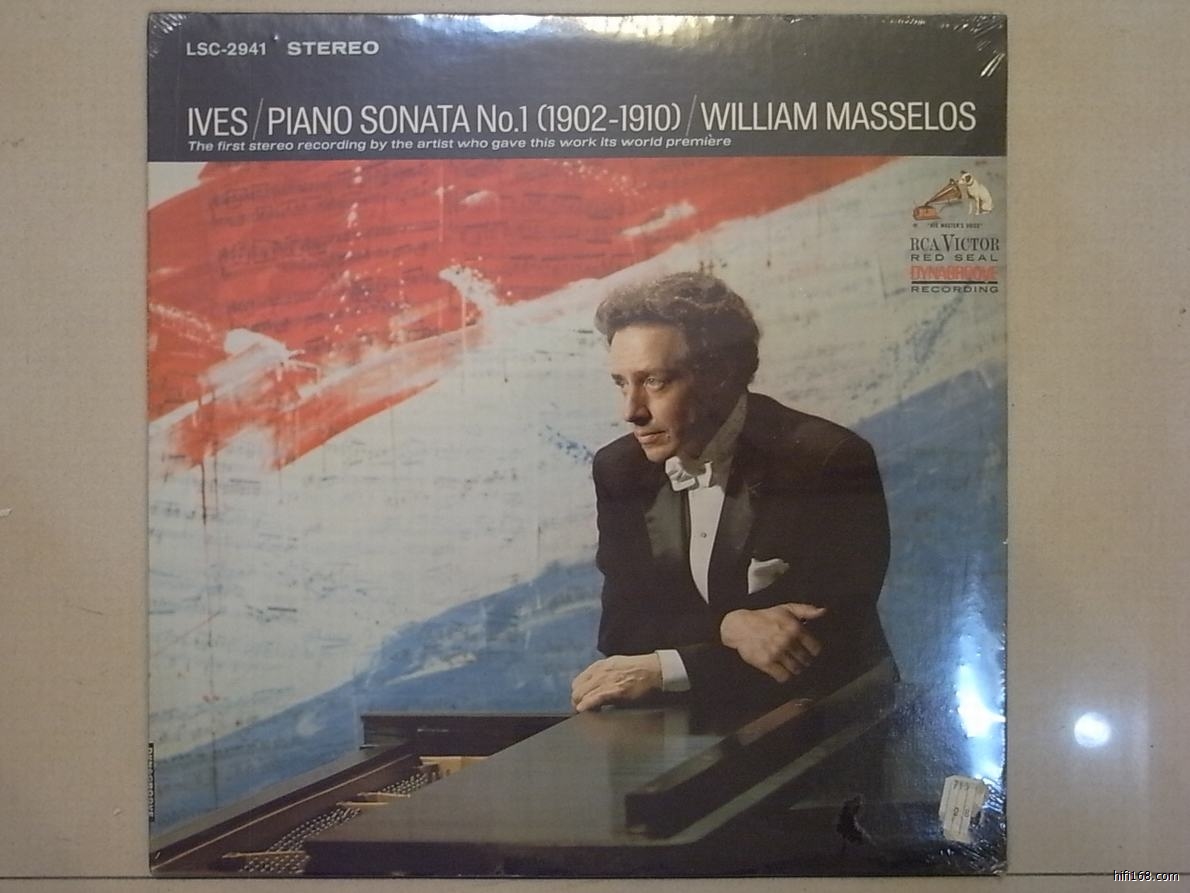 LSC-2941 STEREO
IVES/PIANO SONATA No.1 (1902-1910)/WILLIAM MASSELOS
The first stereo recording by the artist who gave this work its world première
"HIS MASTER'S VOICE"
RCA VICTOR
RED SEAL
DYNAGROOVE
RECORDING
hifi168.com